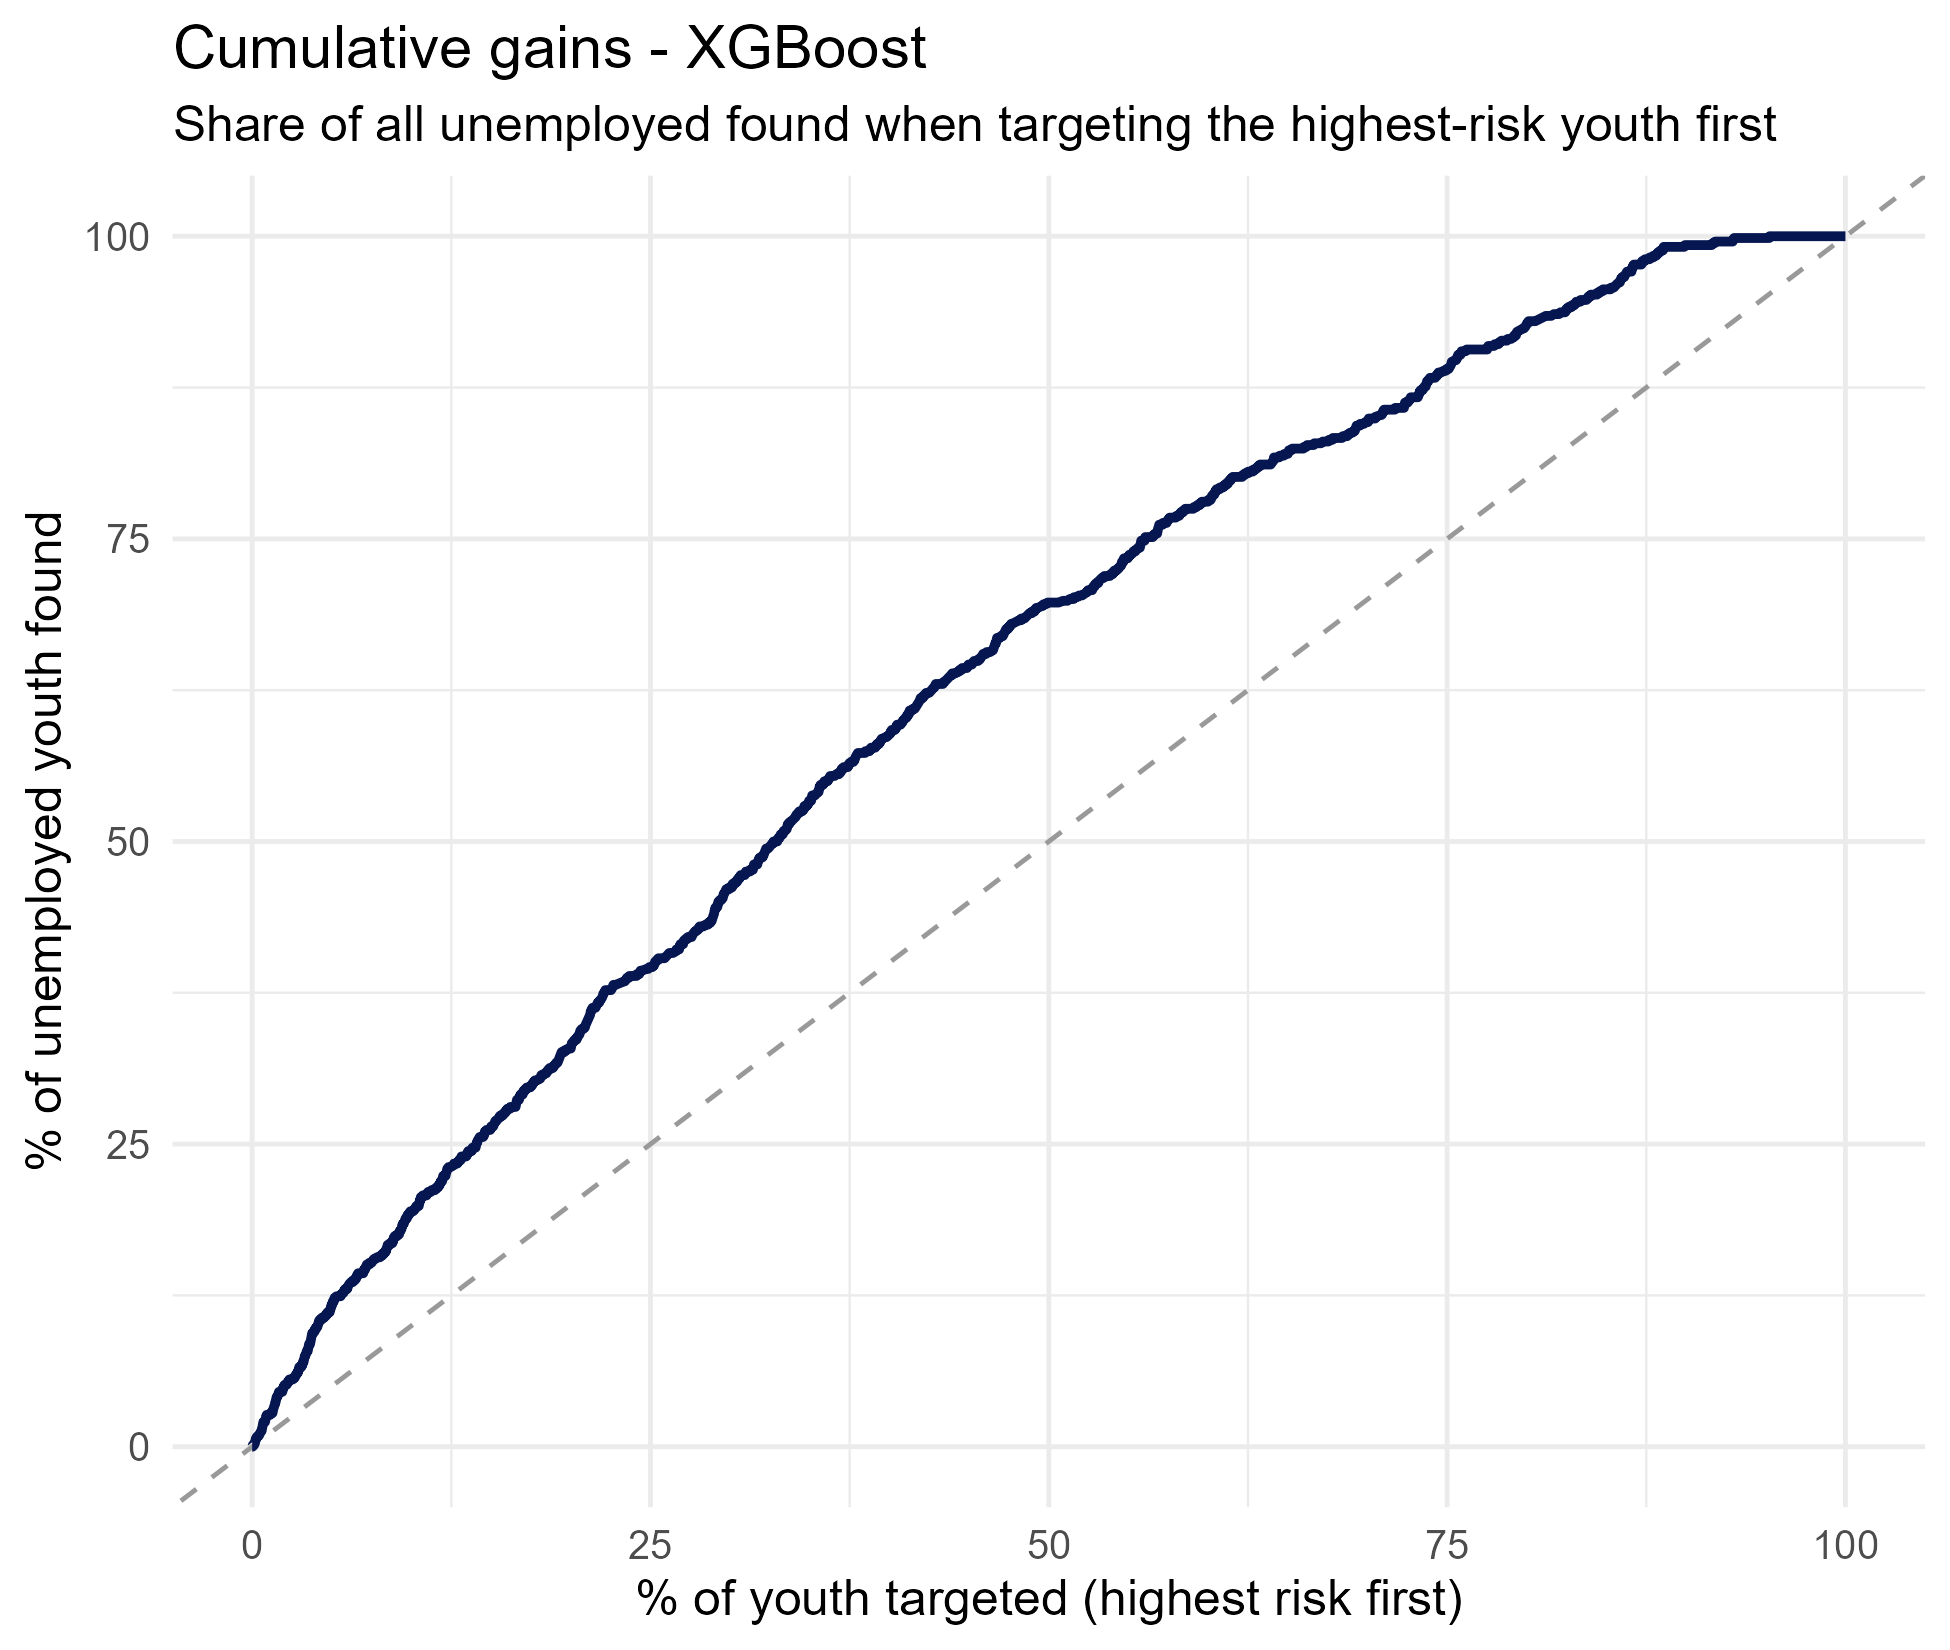 Cumulative gains - XGBoost
Share of all unemployed found when targeting the highest-risk youth first
% of unemployed youth found
100
75
50
25
0
0 25 50 75 100
% of youth targeted (highest risk first)